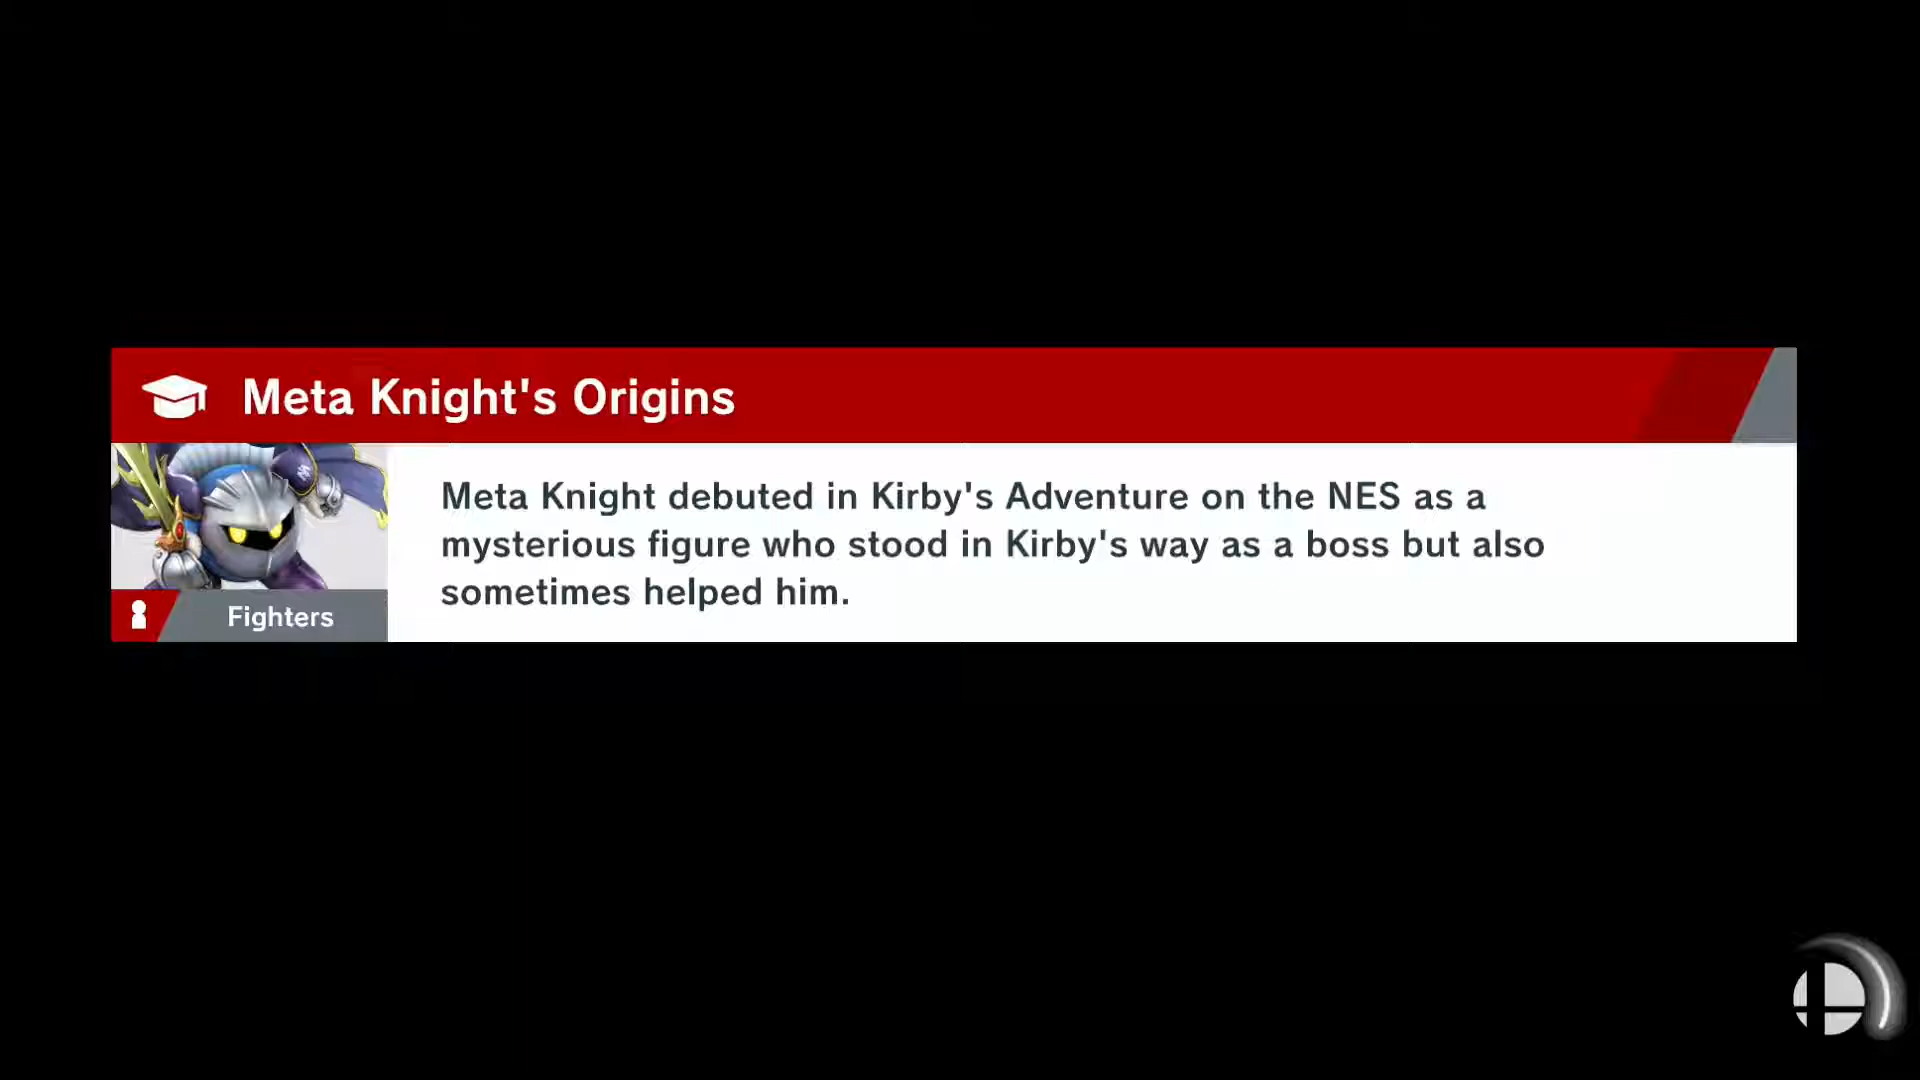 Meta Knight's Origins
Meta Knight debuted in Kirby's Adventure on the NES as a
mysterious figure who stood in Kirby's way as a boss but also
sometimes helped him.
Fighters